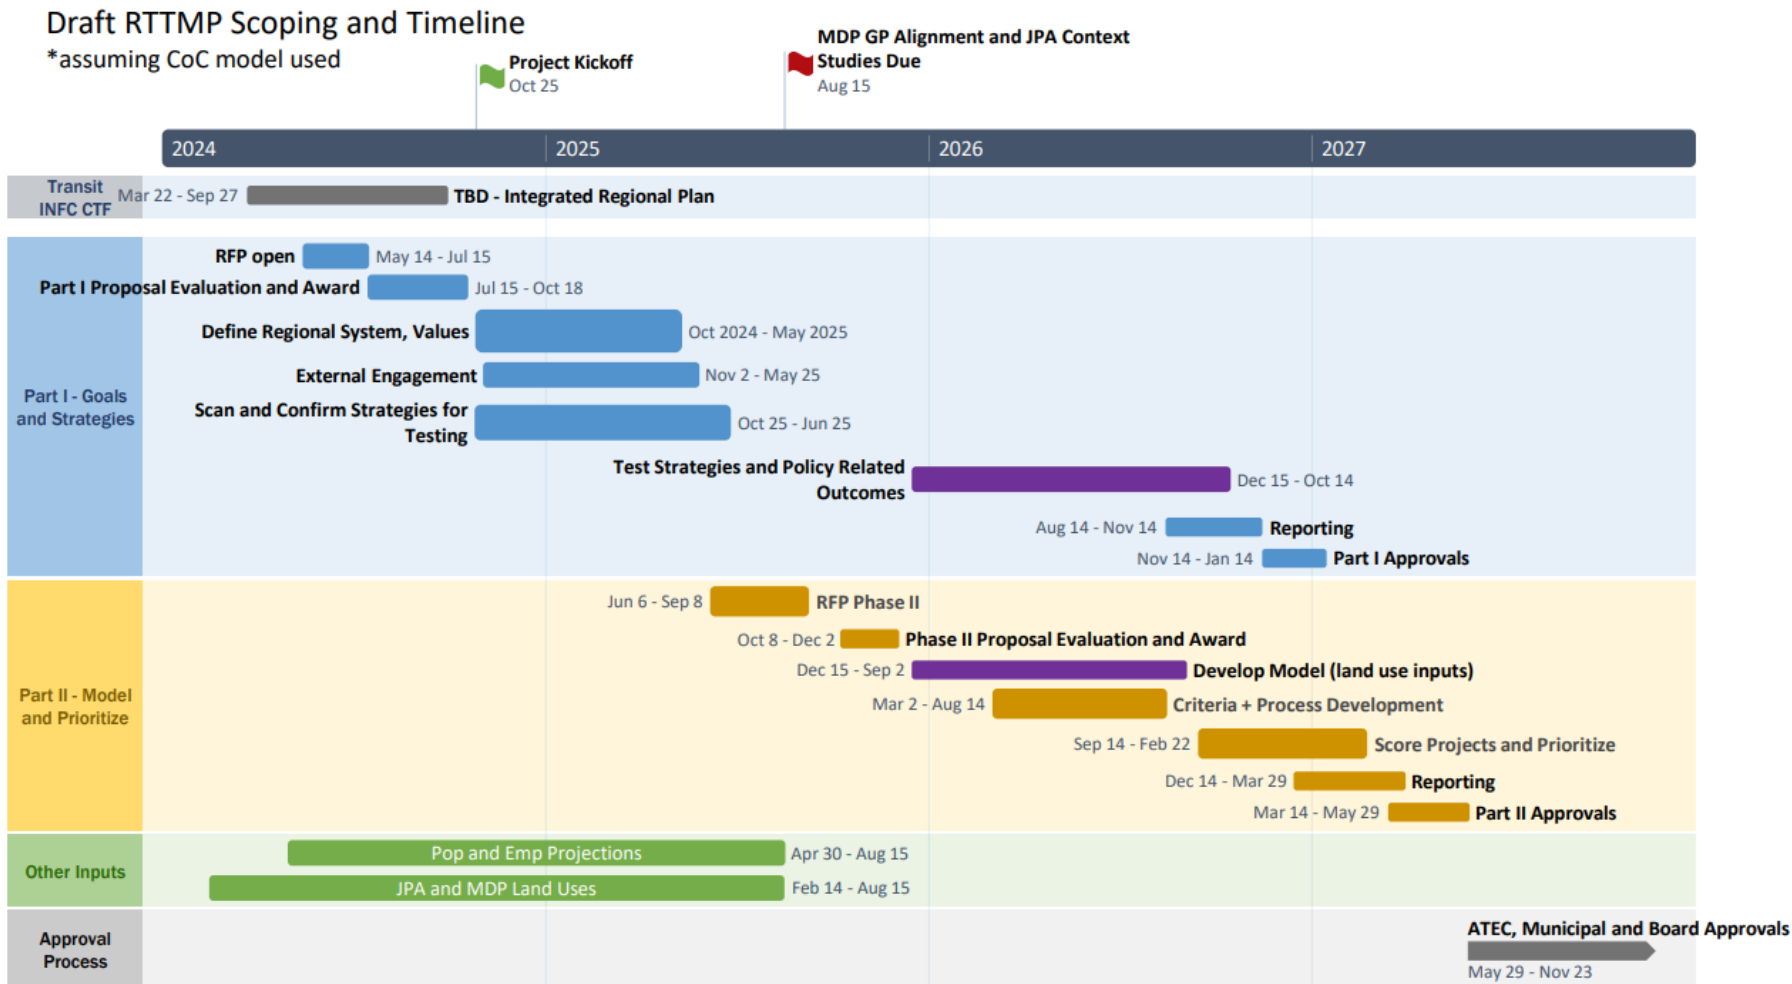 Draft RTTMP Scoping and Timeline
*assuming CoC model used
Project Kickoff
Oct 25
MDP GP Alignment and JPA Context
Studies Due
Aug 15
2024
2025
2026
2027
Transit
INFC CTF
Mar 22 - Sep 27
TBD - Integrated Regional Plan
Part I - Goals
and Strategies
RFP open
May 14 - Jul 15
Part I Proposal Evaluation and Award
Jul 15 - Oct 18
Define Regional System, Values
Oct 2024 - May 2025
External Engagement
Nov 2 - May 25
Scan and Confirm Strategies for
Testing
Oct 25 - Jun 25
Test Strategies and Policy Related
Outcomes
Dec 15 - Oct 14
Aug 14 - Nov 14
Reporting
Nov 14 - Jan 14
Part I Approvals
Part II - Model
and Prioritize
Jun 6 - Sep 8
RFP Phase II
Oct 8 - Dec 2
Phase II Proposal Evaluation and Award
Dec 15 - Sep 2
Develop Model (land use inputs)
Mar 2 - Aug 14
Criteria + Process Development
Sep 14 - Feb 22
Score Projects and Prioritize
Dec 14 - Mar 29
Reporting
Mar 14 - May 29
Part II Approvals
Other Inputs
Pop and Emp Projections
Apr 30 - Aug 15
JPA and MDP Land Uses
Feb 14 - Aug 15
Approval
Process
ATEC, Municipal and Board Approvals
May 29 - Nov 23